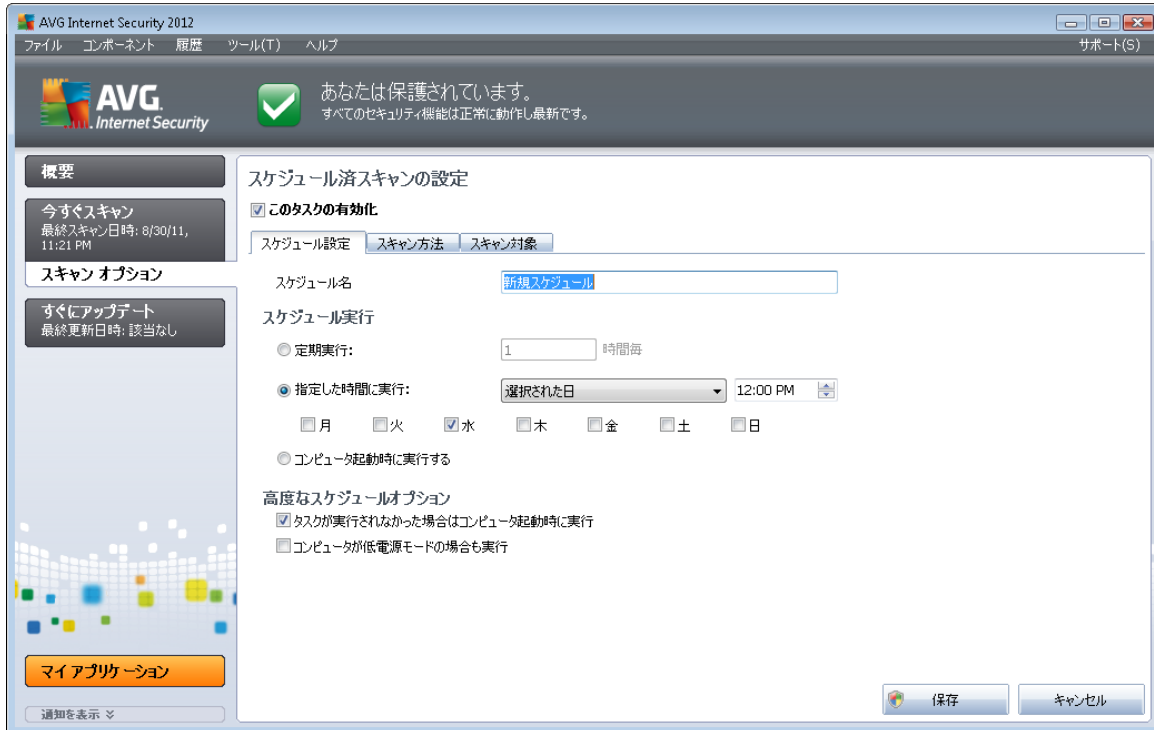 AVG Internet Security 2012
ファイル コンポーネント 履歴 ツール(T) ヘルプ サポート(S)
AVG.
Internet Security
あなたは保護されています。
すべてのセキュリティ機能は正常に動作し最新です。
概要
今すぐスキャン
最終スキャン日時: 8/30/11,
11:21 PM
スキャン オプション
すぐにアップデート
最終更新日時: 該当なし
マイ アプリケーション
通知を表示
スケジュール済スキャンの設定
このタスクの有効化
スケジュール設定 スキャン方法 スキャン対象
スケジュール名 新規スケジュール
スケジュール実行
定期実行: 1 時間毎
指定した時間に実行: 選択された日 12:00 PM
月 火 水 木 金 土 日
コンピュータ起動時に実行する
高度なスケジュールオプション
タスクが実行されなかった場合はコンピュータ起動時に実行
コンピュータが低電源モードの場合も実行
保存 キャンセル